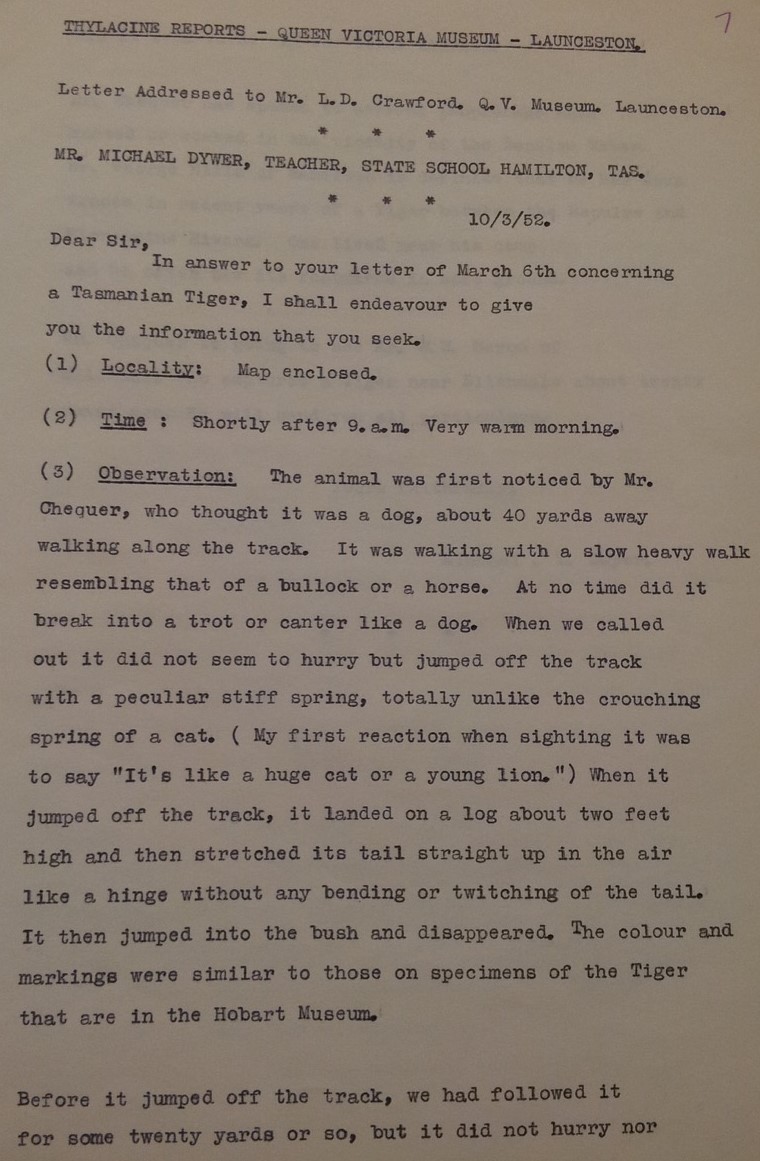 7
THYLACINE REPORTS - QUEEN VICTORIA MUSEUM - LAUNCESTON.
Letter Addressed to Mr. L.D. Crawford. Q.V. Museum. Launceston.
* * *
MR. MICHAEL DYWER, TEACHER, STATE SCHOOL HAMILTON, TAS.
* * *
10/3/52.
Dear Sir,
In answer to your letter of March 6th concerning
a Tasmanian Tiger, I shall endeavour to give
you the information that you seek.
(1) Locality: Map enclosed.
(2) Time : Shortly after 9.a.m. Very warm morning.
(3) Observation: The animal was first noticed by Mr.
Chequer, who thought it was a dog, about 40 yards away
walking along the track. It was walking with a slow heavy walk
resembling that of a bullock or a horse. At no time did it
break into a trot or canter like a dog. When we called
out it did not seem to hurry but jumped off the track
with a peculiar stiff spring, totally unlike the crouching
spring of a cat. ( My first reaction when sighting it was
to say "It's like a huge cat or a young lion.") When it
jumped off the track, it landed on a log about two feet
high and then stretched its tail straight up in the air
like a hinge without any bending or twitching of the tail.
It then jumped into the bush and disappeared. The colour and
markings were similar to those on specimens of the Tiger
that are in the Hobart Museum.
Before it jumped off the track, we had followed it
for some twenty yards or so, but it did not hurry nor